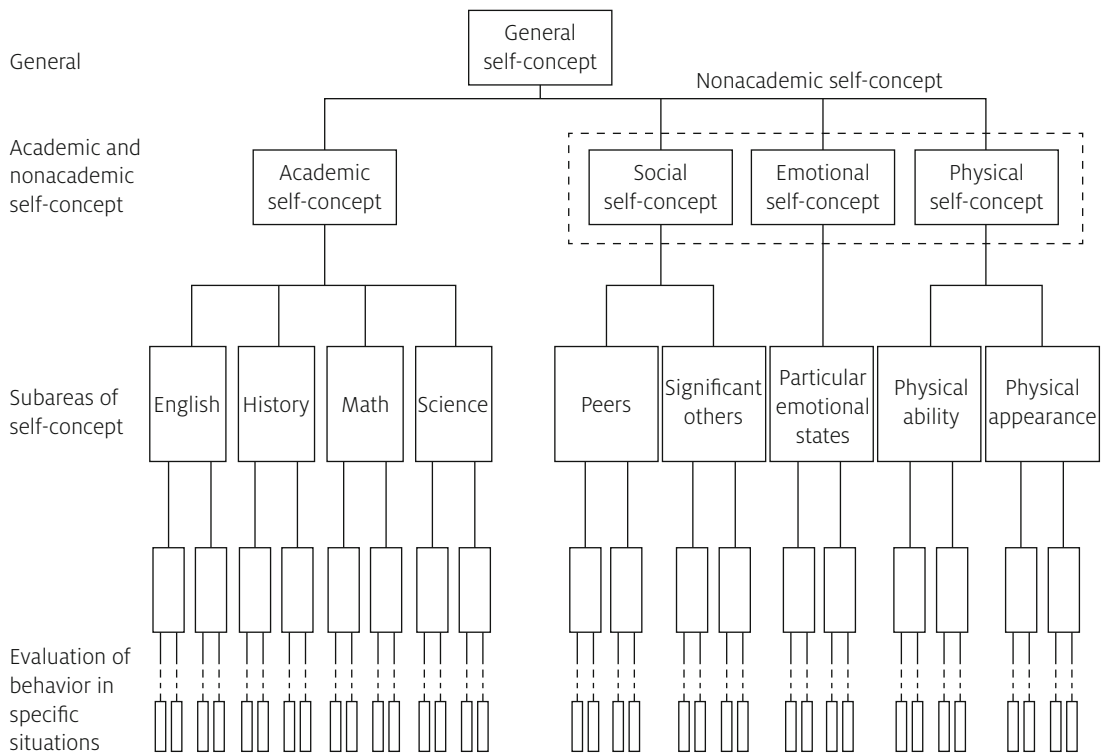 General
self-concept
General
Nonacademic self-concept
Academic and
nonacademic
self-concept
Academic
self-concept
Social
self-concept
Emotional
self-concept
Physical
self-concept
Subareas of
self-concept
English
History
Math
Science
Peers
Significant
others
Particular
emotional
states
Physical
ability
Physical
appearance
Evaluation of
behavior in
specific
situations